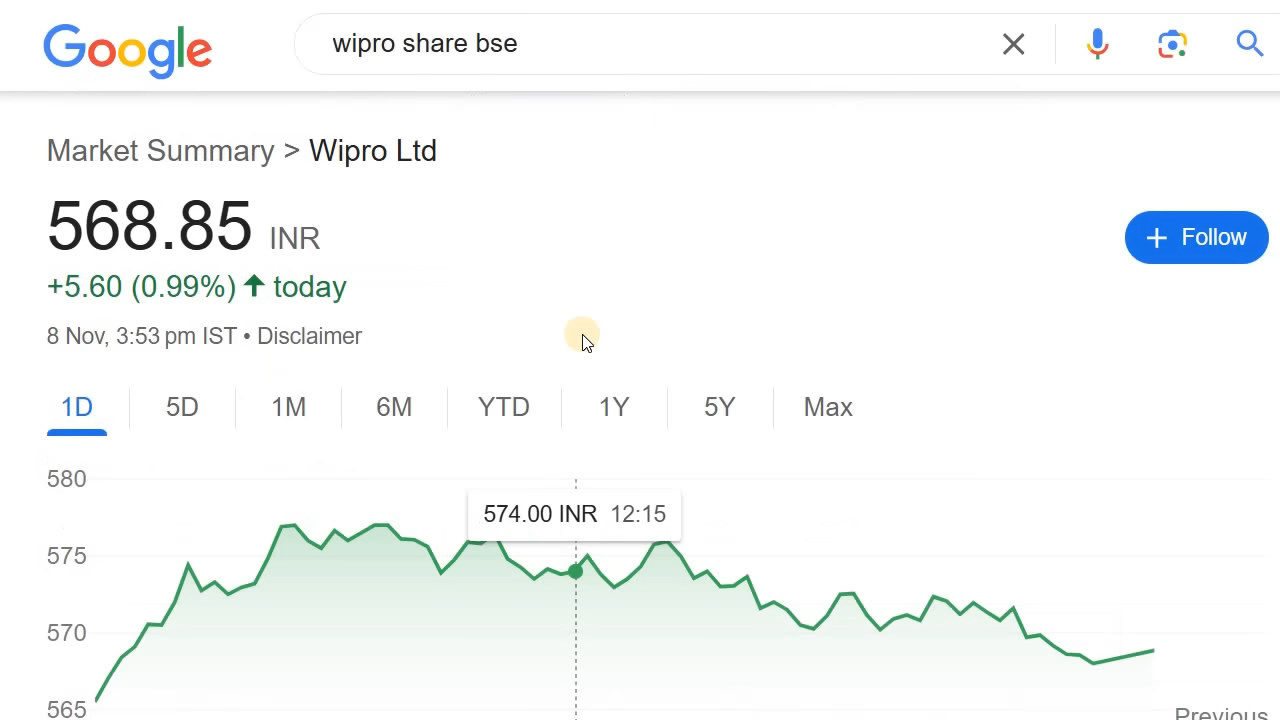 Google
wipro share bse
Market Summary > Wipro Ltd
568.85 INR
+ Follow
+5.60 (0.99%) ↑ today
8 Nov, 3:53 pm IST • Disclaimer
1D 5D 1M 6M YTD 1Y 5Y Max
580
574.00 INR 12:15
575
570
565
Previous